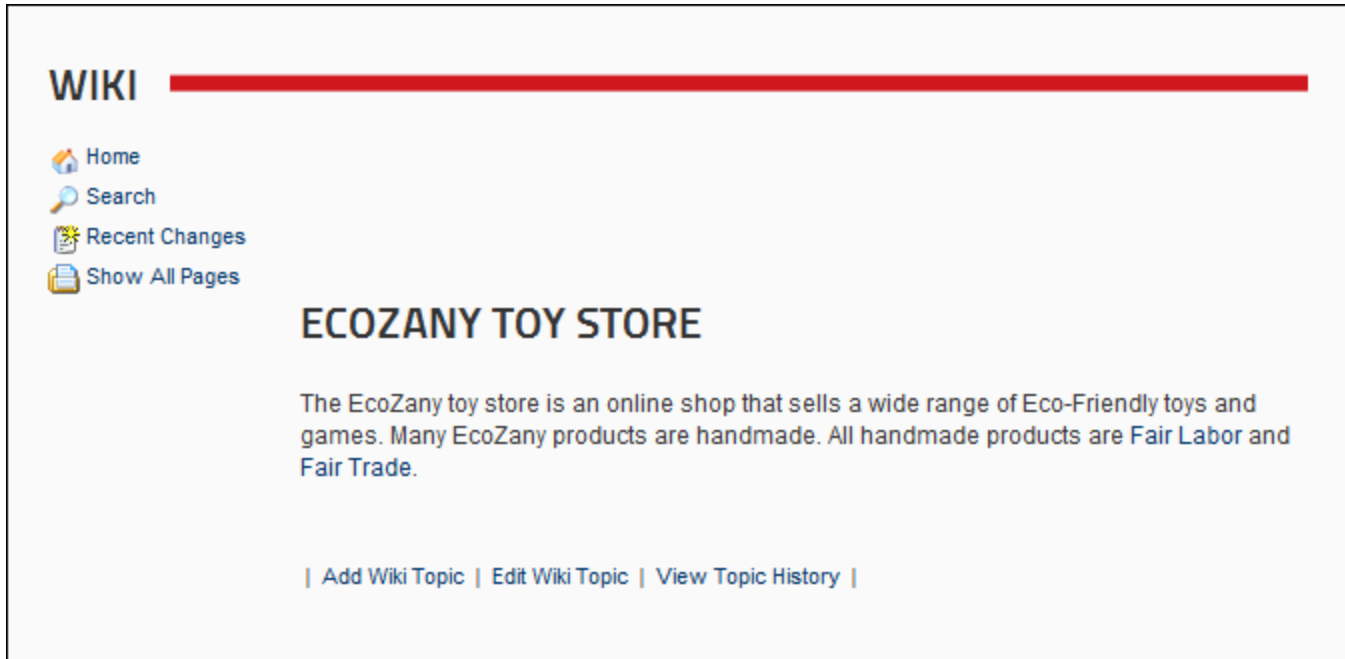 WIKI
Home
Search
Recent Changes
Show All Pages
ECOZANY TOY STORE
The EcoZany toy store is an online shop that sells a wide range of Eco-Friendly toys and
games. Many EcoZany products are handmade. All handmade products are Fair Labor and
Fair Trade.
| Add Wiki Topic | Edit Wiki Topic | View Topic History |